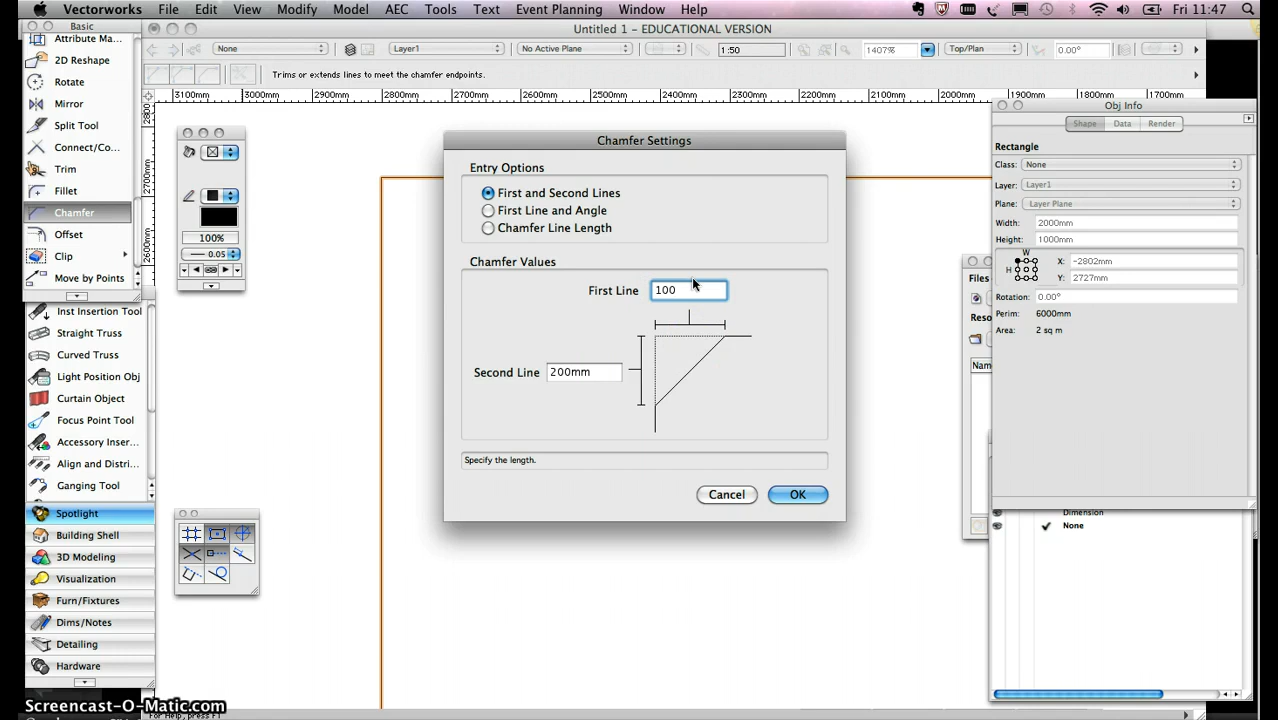 Vectorworks File Edit View Modify Model AEC Tools Text Event Planning Window Help Fri 11:47
Basic
Untitled 1 - EDUCATIONAL VERSION
None Layer1 No Active Plane 1:50 1407% Top/Plan 0.00°
Trims or extends lines to meet the chamfer endpoints.
3100mm 3000mm 2900mm 2800mm 2700mm 2600mm 2500mm 2400mm 2300mm 2200mm 2100mm 2000mm 1900mm 1800mm 1700mm
2800mm
2700mm
2600mm
Attribute Ma...
2D Reshape
Rotate
Mirror
Split Tool
Connect/Co...
Trim
Fillet
Chamfer
Offset
Clip
Move by Points
Inst Insertion Tool
Straight Truss
Curved Truss
Light Position Obj
Curtain Object
Focus Point Tool
Accessory Inser...
Align and Distri...
Ganging Tool
Spotlight
Building Shell
3D Modeling
Visualization
Furn/Fixtures
Dims/Notes
Detailing
Hardware
100%
0.05
Chamfer Settings
Entry Options
First and Second Lines
First Line and Angle
Chamfer Line Length
Chamfer Values
First Line 100
Second Line 200mm
Specify the length.
Cancel OK
Files
Reso
Nam
Obj Info
Shape Data Render
Rectangle
Class: None
Layer: Layer1
Plane: Layer Plane
Width: 2000mm
Height: 1000mm
W
H
X: -2802mm
Y: 2727mm
Rotation: 0.00°
Perim: 6000mm
Area: 2 sq m
Dimension
None
Screencast-O-Matic.com
For Help, press F1